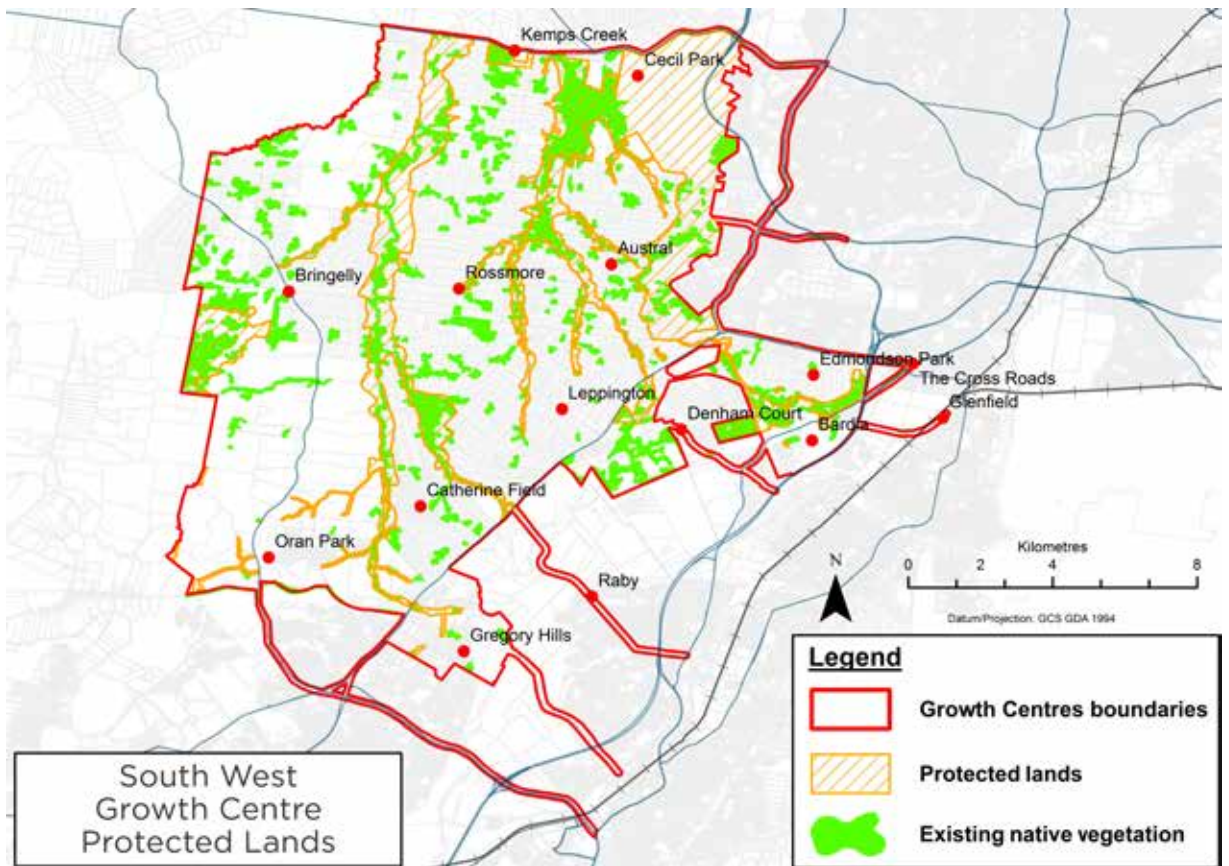 Kemps Creek
Cecil Park
Austral
Bringelly
Rossmore
Edmondson Park
The Cross Roads
Glenfield
Leppington
Denham Court
Bardia
Catherine Field
Oran Park
Raby
Gregory Hills
N
Kilometres
0 2 4 6 8
Datum/Projection: GCS GDA 1994
Legend
Growth Centres boundaries
Protected lands
Existing native vegetation
South West
Growth Centre
Protected Lands